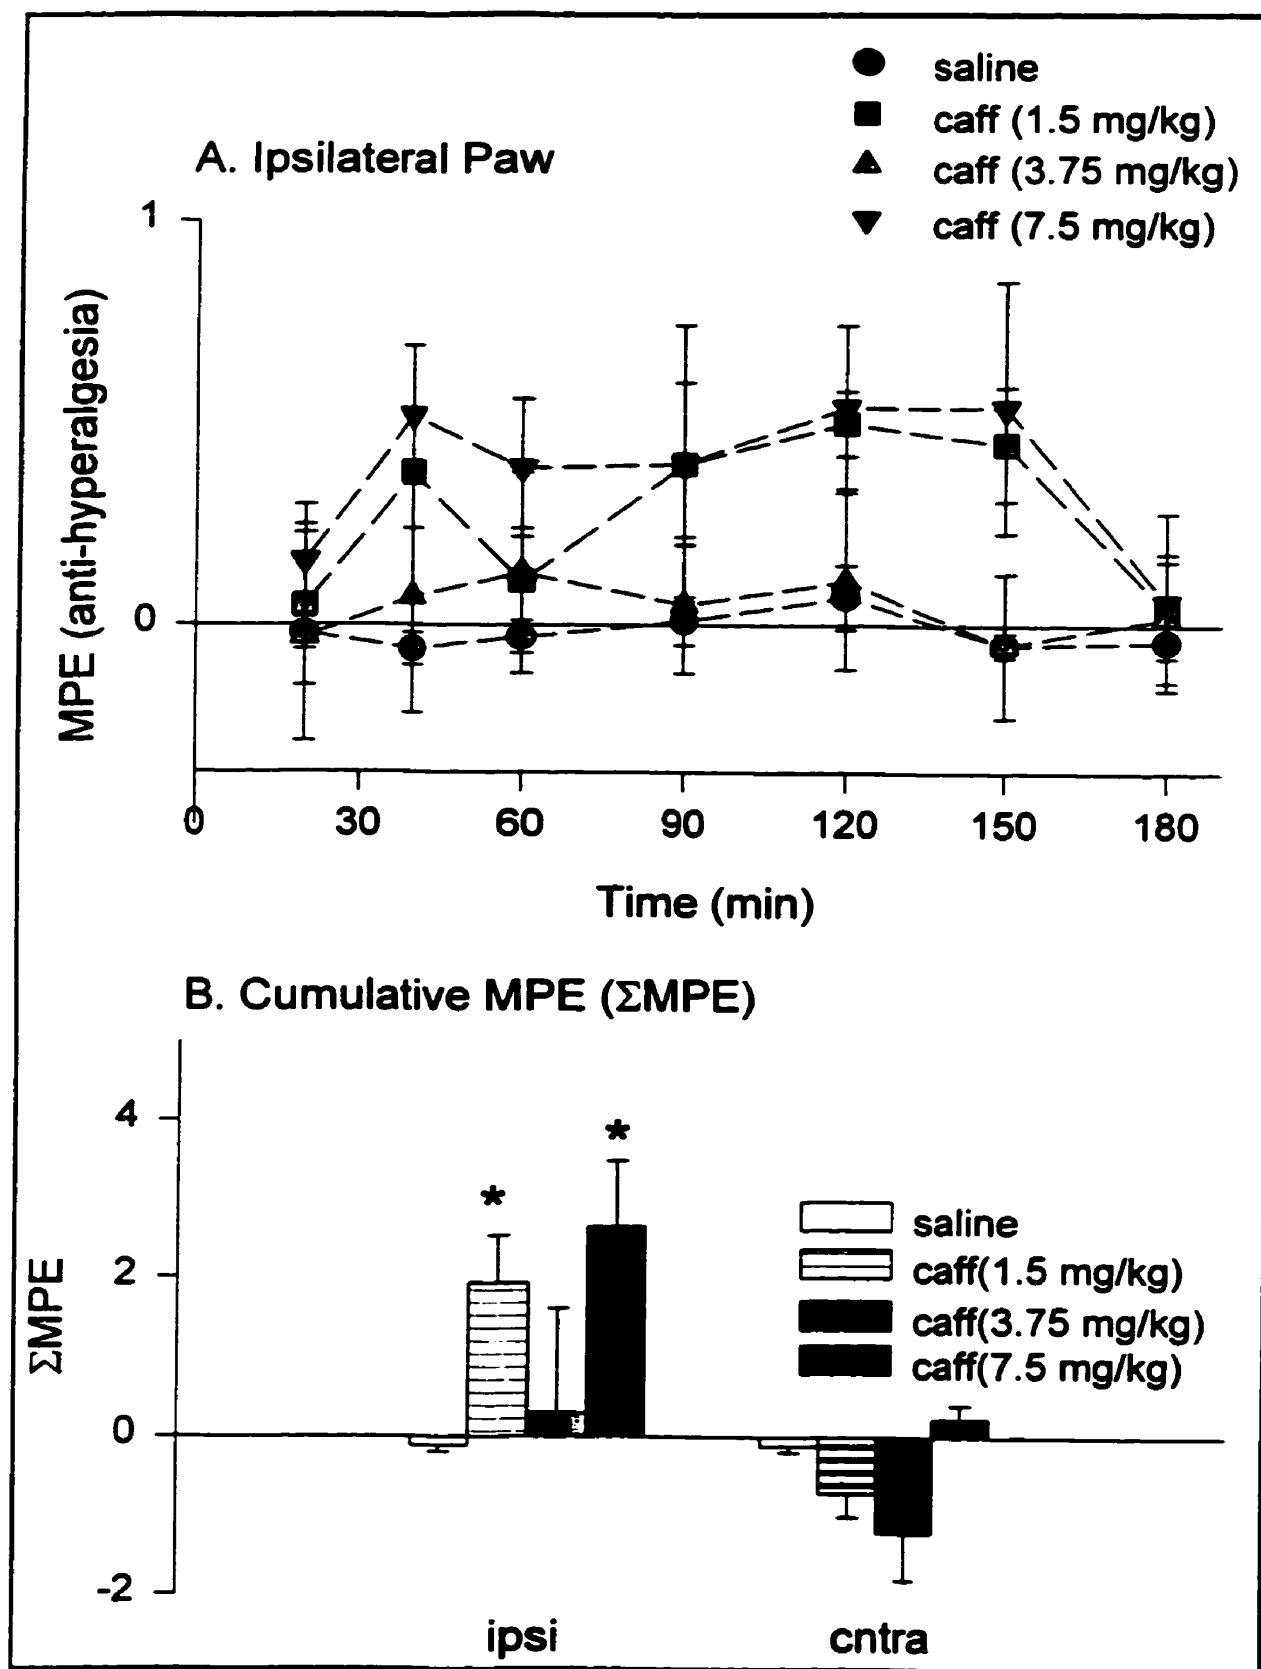 saline
caff (1.5 mg/kg)
A. Ipsilateral Paw
caff (3.75 mg/kg)
caff (7.5 mg/kg)
1
MPE (anti-hyperalgesia)
0
0 30 60 90 120 150 180
Time (min)
B. Cumulative MPE (ΣMPE)
4
*
*
saline
2
caff(1.5 mg/kg)
ΣMPE
caff(3.75 mg/kg)
caff(7.5 mg/kg)
0
-2
ipsi cntra